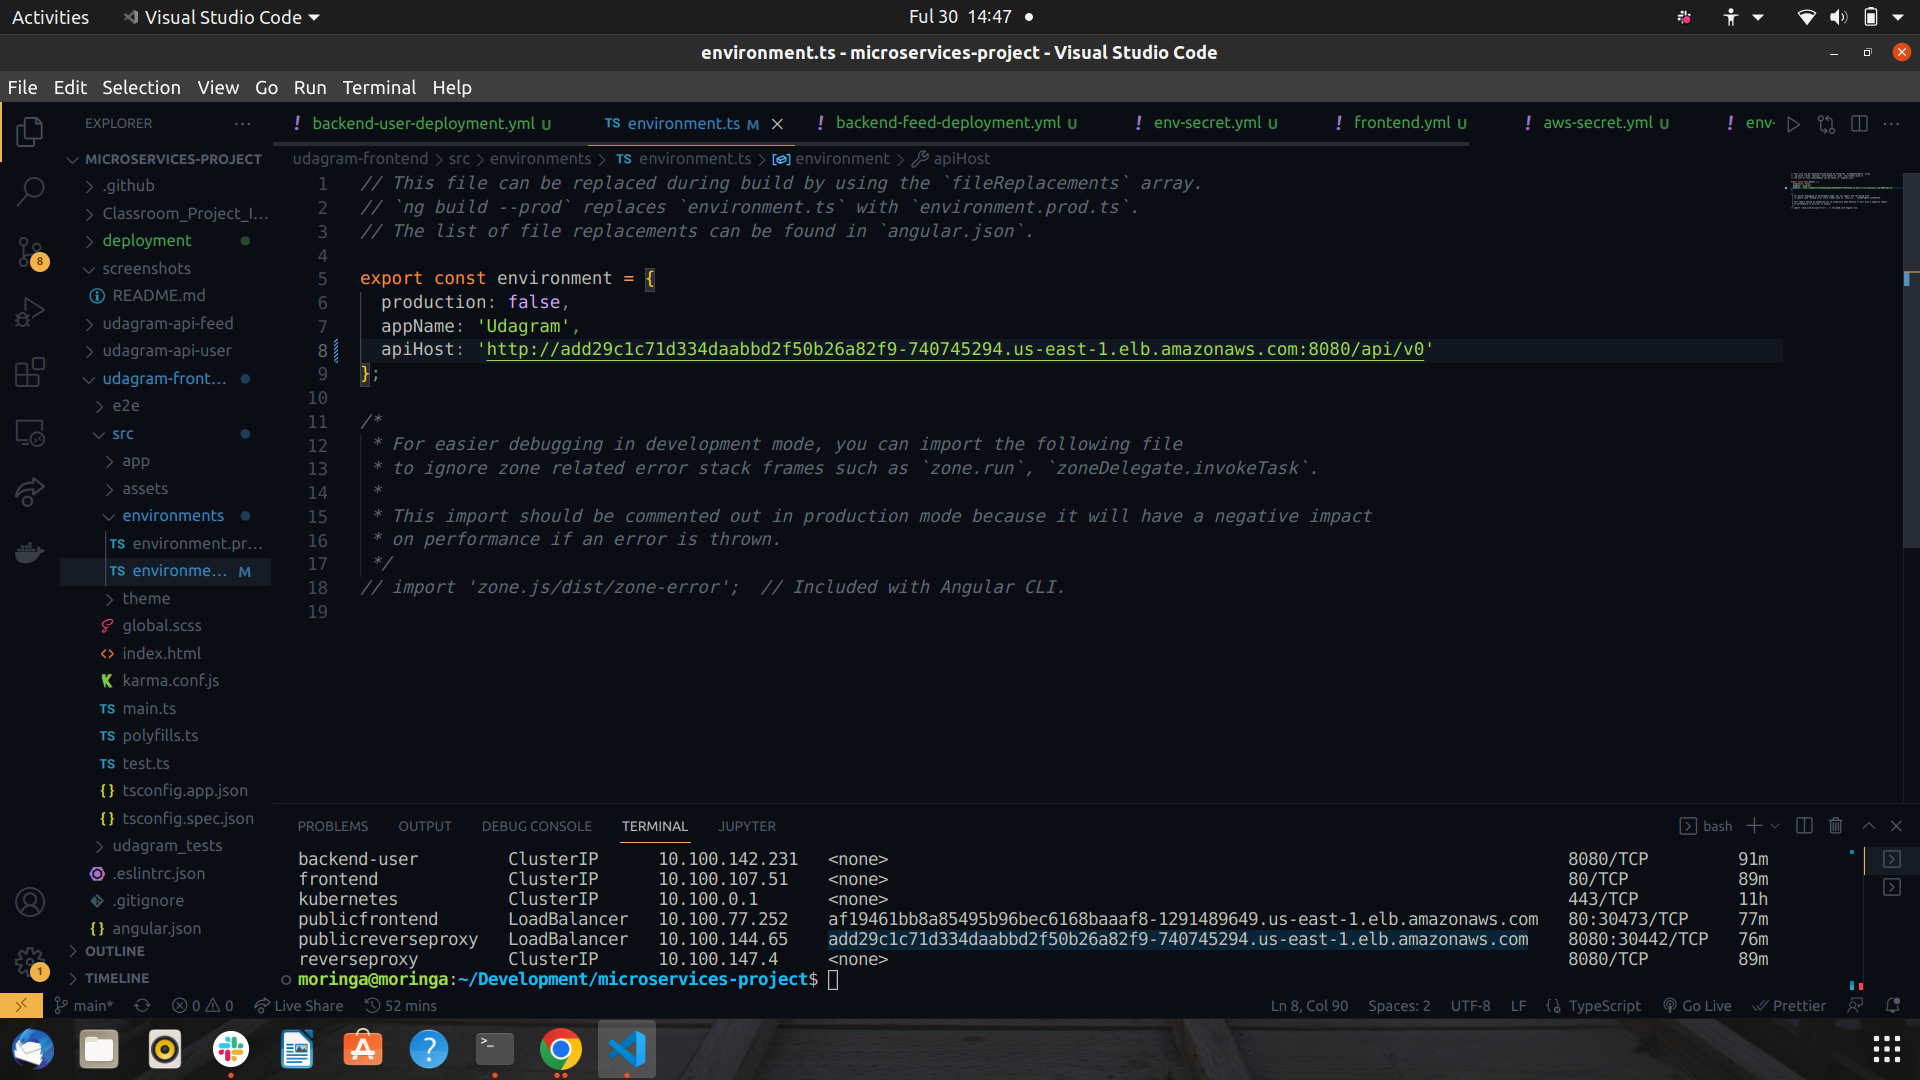 Activities
Visual Studio Code
Ful 30 14:47
environment.ts - microservices-project - Visual Studio Code
File Edit Selection View Go Run Terminal Help
EXPLORER
backend-user-deployment.yml U
TS environment.ts M
backend-feed-deployment.yml U
env-secret.yml U
frontend.yml U
aws-secret.yml U
env-
udagram-frontend > src > environments > TS environment.ts > environment > apiHost
MICROSERVICES-PROJECT
.github
Classroom_Project_I...
deployment
screenshots
README.md
udagram-api-feed
udagram-api-user
udagram-front...
e2e
src
app
assets
environments
TS environment.pr...
TS environme... M
theme
global.scss
index.html
karma.conf.js
TS main.ts
TS polyfills.ts
TS test.ts
{} tsconfig.app.json
{} tsconfig.spec.json
udagram_tests
.eslintrc.json
.gitignore
{} angular.json
OUTLINE
TIMELINE
8
1
1 // This file can be replaced during build by using the `fileReplacements` array.
2 // `ng build --prod` replaces `environment.ts` with `environment.prod.ts`.
3 // The list of file replacements can be found in `angular.json`.
4
5 export const environment = {
6 production: false,
7 appName: 'Udagram',
8 apiHost: 'http://add29c1c71d334daabbd2f50b26a82f9-740745294.us-east-1.elb.amazonaws.com:8080/api/v0'
9 };
10
11 /*
12 * For easier debugging in development mode, you can import the following file
13 * to ignore zone related error stack frames such as `zone.run`, `zoneDelegate.invokeTask`.
14 *
15 * This import should be commented out in production mode because it will have a negative impact
16 * on performance if an error is thrown.
17 */
18 // import 'zone.js/dist/zone-error';  // Included with Angular CLI.
19
PROBLEMS OUTPUT DEBUG CONSOLE TERMINAL JUPYTER
bash
backend-user ClusterIP 10.100.142.231 <none> 8080/TCP 91m
frontend ClusterIP 10.100.107.51 <none> 80/TCP 89m
kubernetes ClusterIP 10.100.0.1 <none> 443/TCP 11h
publicfrontend LoadBalancer 10.100.77.252 af19461bb8a85495b96bec6168baaaf8-1291489649.us-east-1.elb.amazonaws.com 80:30473/TCP 77m
publicreverseproxy LoadBalancer 10.100.144.65 add29c1c71d334daabbd2f50b26a82f9-740745294.us-east-1.elb.amazonaws.com 8080:30442/TCP 76m
reverseproxy ClusterIP 10.100.147.4 <none> 8080/TCP 89m
moringa@moringa:~/Development/microservices-project$
main* 0 0 Live Share 52 mins
Ln 8, Col 90 Spaces: 2 UTF-8 LF {} TypeScript Go Live Prettier